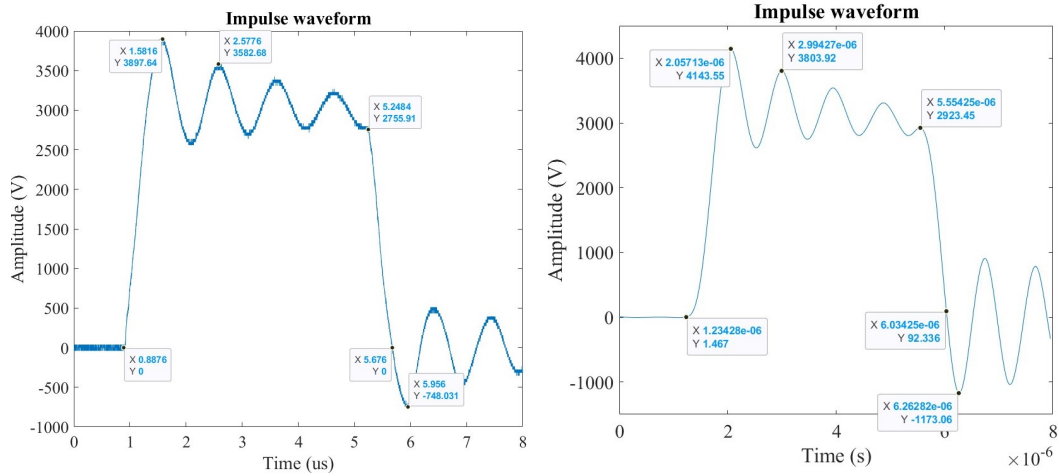 Impulse waveform
4000
3500
3000
2500
2000
1500
1000
500
0
-500
-1000
Amplitude (V)
X 1.5816
Y 3897.64
X 2.5776
Y 3582.68
X 5.2484
Y 2755.91
X 0.8876
Y 0
X 5.676
Y 0
X 5.956
Y -748.031
0 1 2 3 4 5 6 7 8
Time (us)
Impulse waveform
4000
3000
2000
1000
0
-1000
Amplitude (V)
X 2.05713e-06
Y 4143.55
X 2.99427e-06
Y 3803.92
X 5.55425e-06
Y 2923.45
X 1.23428e-06
Y 1.467
X 6.03425e-06
Y 92.336
X 6.26282e-06
Y -1173.06
0 2 4 6 8
Time (s)
×10⁻⁶